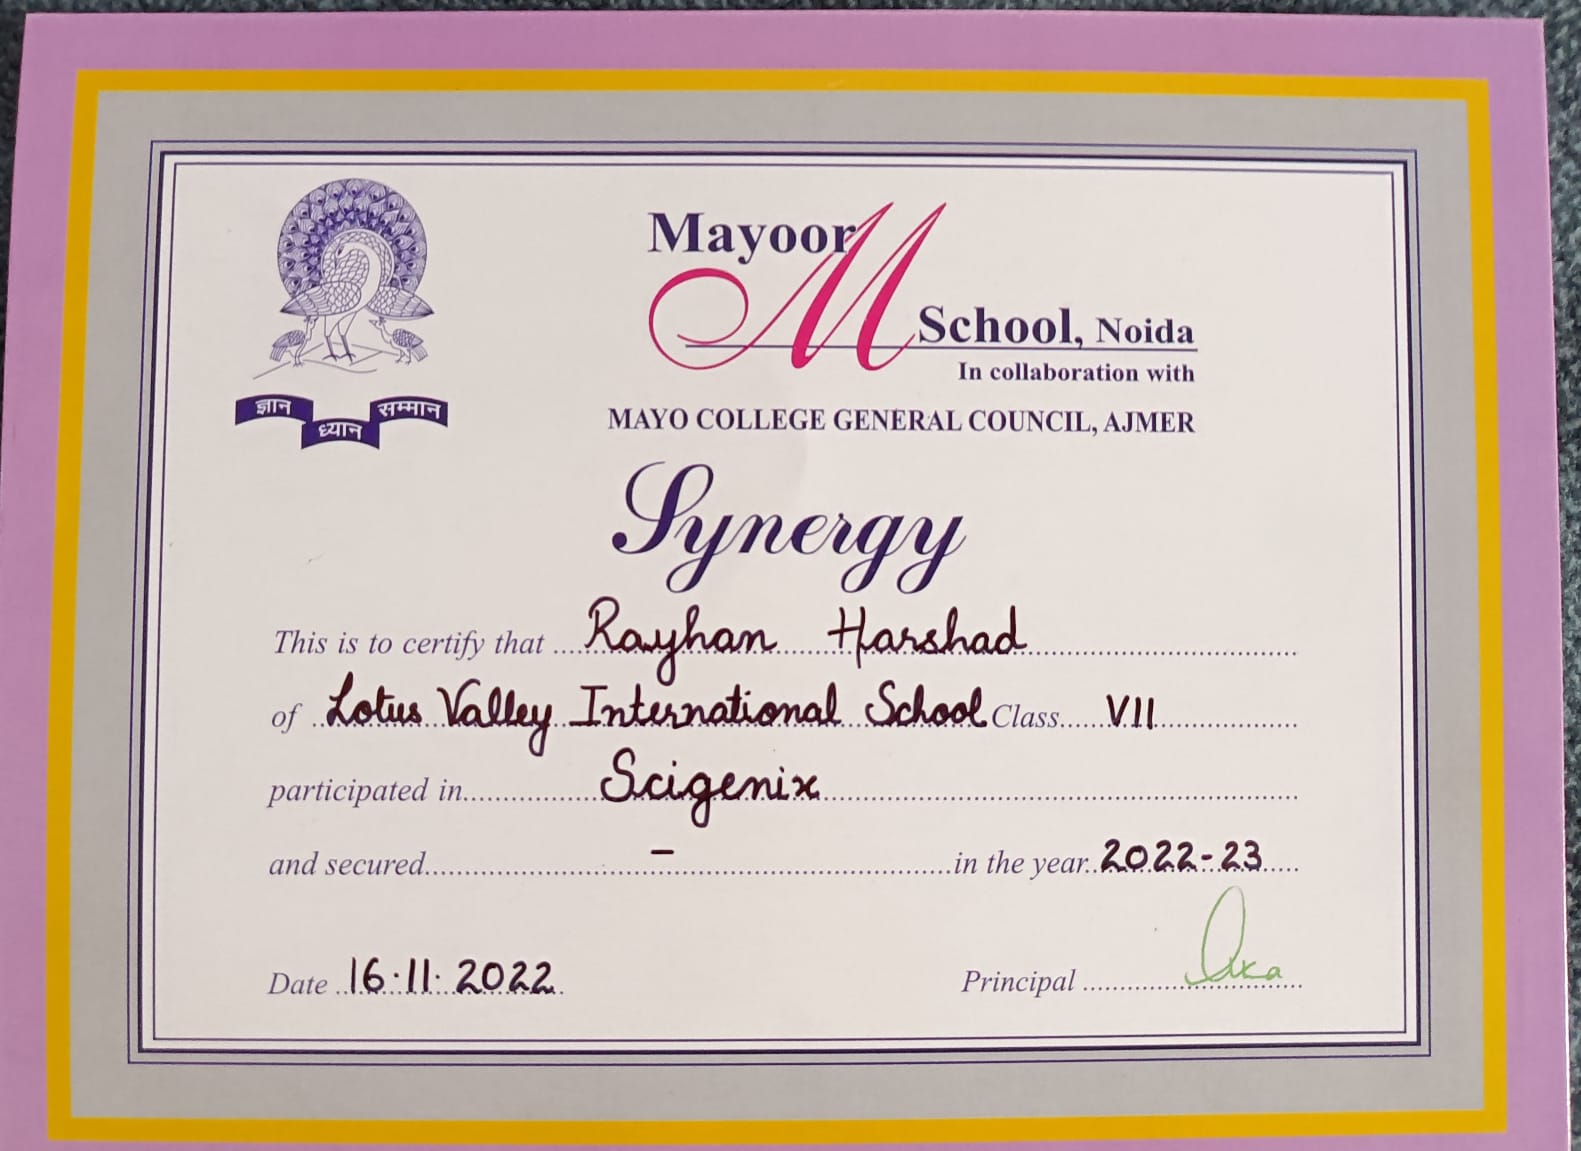 Mayoor
M
School, Noida
In collaboration with
MAYO COLLEGE GENERAL COUNCIL, AJMER
ज्ञान
ध्यान
सम्मान
Synergy
This is to certify that Rayhan Harshad
of Lotus Valley International School Class VII
participated in Scigenix
and secured – in the year 2022-23
Date 16.11.2022 Principal